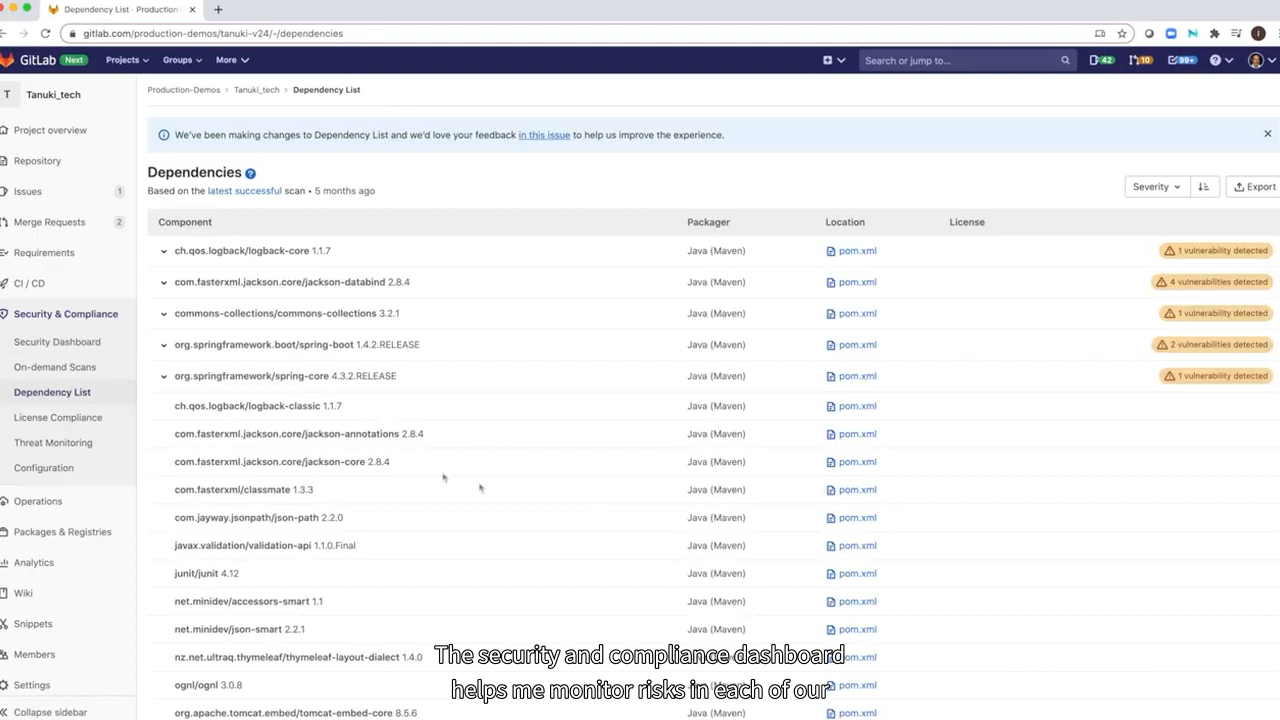 Dependency List · Production-
gitlab.com/production-demos/tanuki-v24/-/dependencies
GitLab Next Projects Groups More Search or jump to... 42 10 99+
T Tanuki_tech
Project overview
Repository
Issues 1
Merge Requests 2
Requirements
CI / CD
Security & Compliance
Security Dashboard
On-demand Scans
Dependency List
License Compliance
Threat Monitoring
Configuration
Operations
Packages & Registries
Analytics
Wiki
Snippets
Members
Settings
Collapse sidebar
Production-Demos > Tanuki_tech > Dependency List
We've been making changes to Dependency List and we'd love your feedback in this issue to help us improve the experience.
Dependencies
Based on the latest successful scan • 5 months ago
Severity Export
Component Packager Location License
ch.qos.logback/logback-core 1.1.7 Java (Maven) pom.xml 1 vulnerability detected
com.fasterxml.jackson.core/jackson-databind 2.8.4 Java (Maven) pom.xml 4 vulnerabilities detected
commons-collections/commons-collections 3.2.1 Java (Maven) pom.xml 1 vulnerability detected
org.springframework.boot/spring-boot 1.4.2.RELEASE Java (Maven) pom.xml 2 vulnerabilities detected
org.springframework/spring-core 4.3.2.RELEASE Java (Maven) pom.xml 1 vulnerability detected
ch.qos.logback/logback-classic 1.1.7 Java (Maven) pom.xml
com.fasterxml.jackson.core/jackson-annotations 2.8.4 Java (Maven) pom.xml
com.fasterxml.jackson.core/jackson-core 2.8.4 Java (Maven) pom.xml
com.fasterxml/classmate 1.3.3 Java (Maven) pom.xml
com.jayway.jsonpath/json-path 2.2.0 Java (Maven) pom.xml
javax.validation/validation-api 1.1.0.Final Java (Maven) pom.xml
junit/junit 4.12 Java (Maven) pom.xml
net.minidev/accessors-smart 1.1 Java (Maven) pom.xml
net.minidev/json-smart 2.2.1 Java (Maven) pom.xml
nz.net.ultraq.thymeleaf/thymeleaf-layout-dialect 1.4.0 Java (Maven) pom.xml
ognl/ognl 3.0.8 Java (Maven) pom.xml
org.apache.tomcat.embed/tomcat-embed-core 8.5.6 Java (Maven) pom.xml
The security and compliance dashboard
helps me monitor risks in each of our